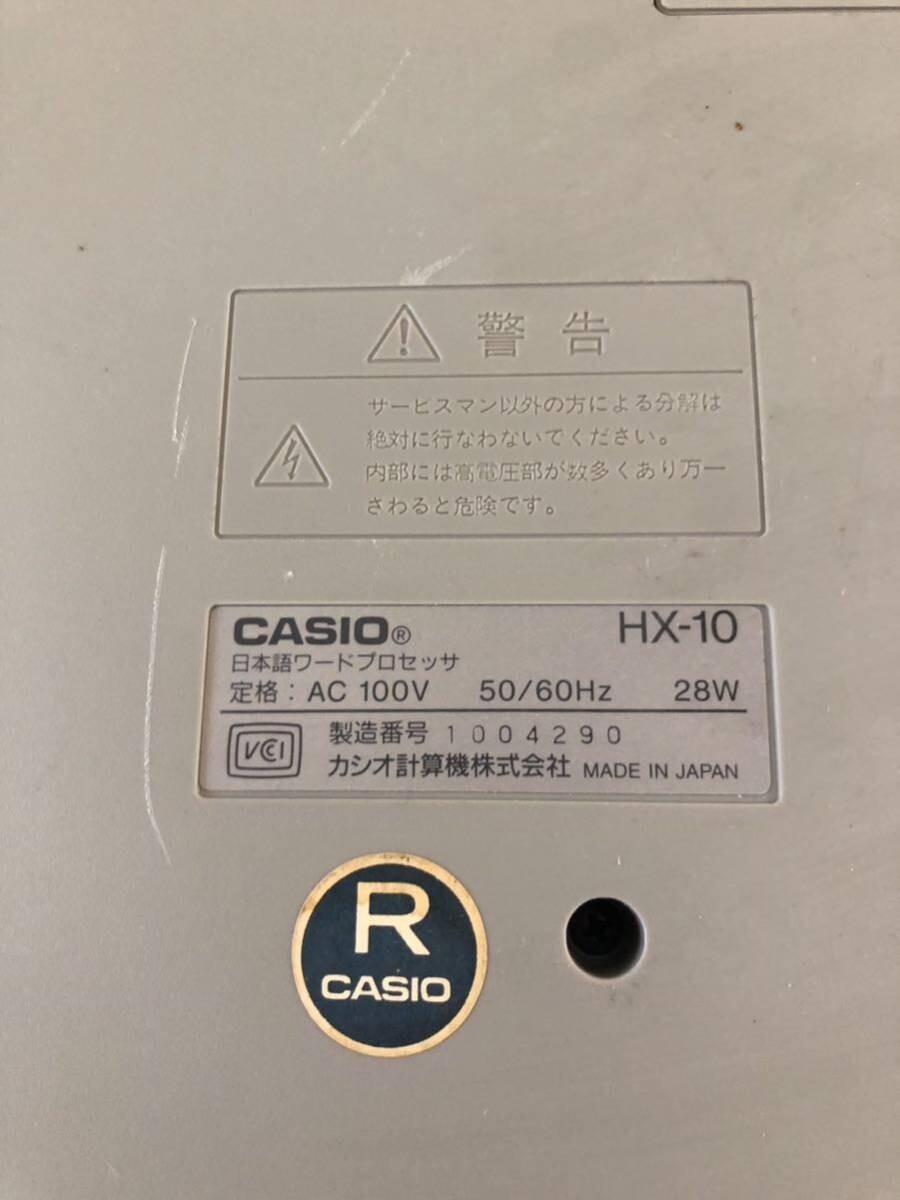 警告
サービスマン以外の方による分解は
絶対に行なわないでください。
内部には高電圧部が数多くあり万一
さわると危険です。
CASIO® HX-10
日本語ワードプロセッサ
定格：AC 100V 50/60Hz 28W
VCCI 製造番号 1004290
カシオ計算機株式会社 MADE IN JAPAN
R
CASIO